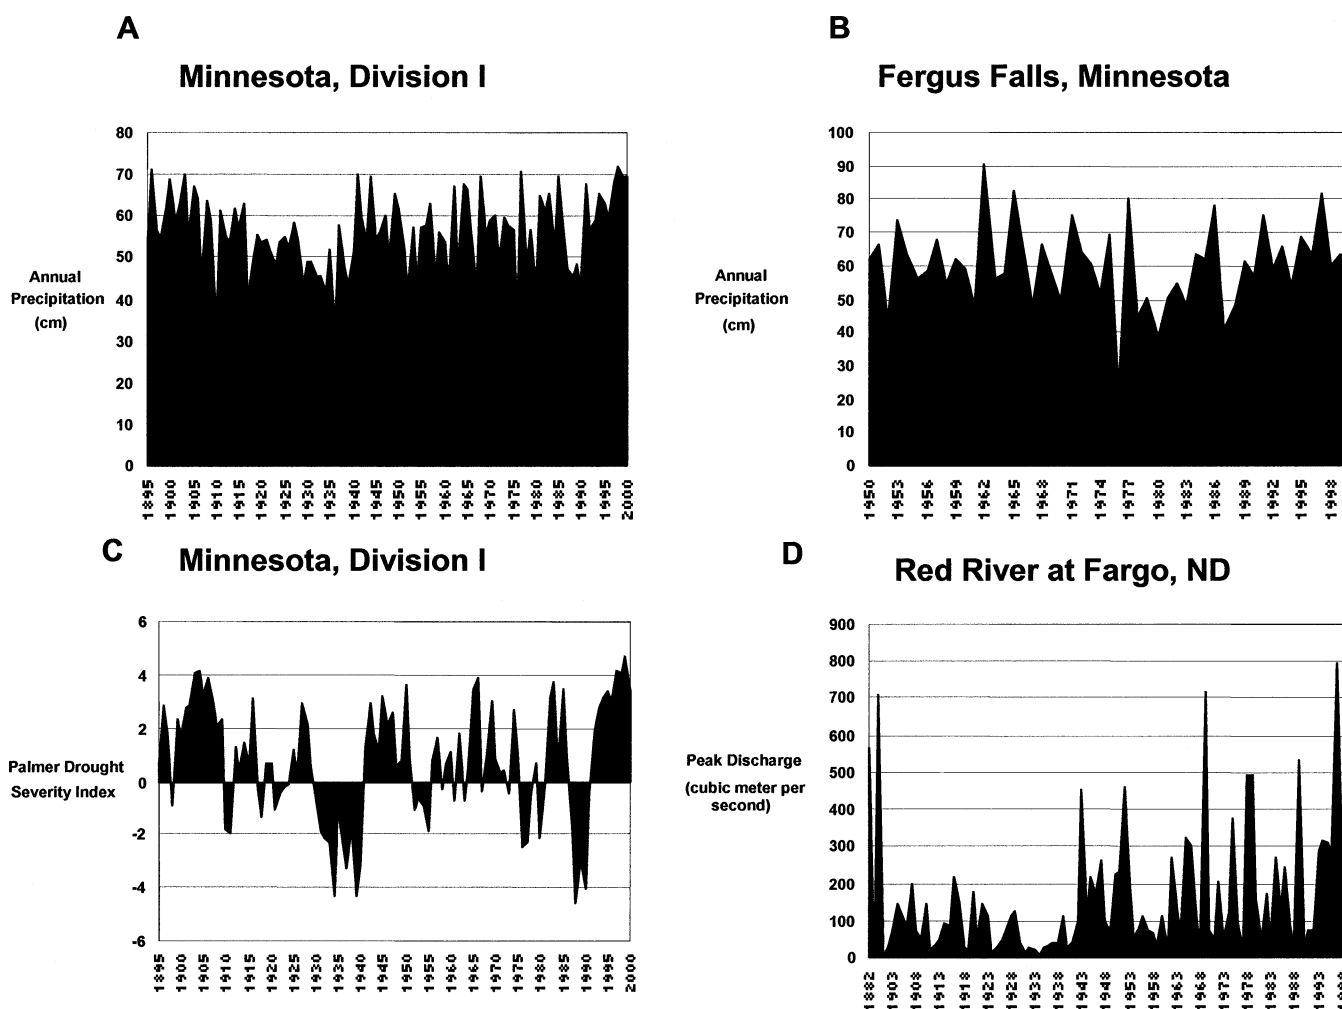 A
Minnesota, Division I
80
70
60
50
40
30
20
10
0
Annual
Precipitation
(cm)
1895 1900 1905 1910 1915 1920 1925 1930 1935 1940 1945 1950 1955 1960 1965 1970 1975 1980 1985 1990 1995 2000
B
Fergus Falls, Minnesota
100
90
80
70
60
50
40
30
20
10
0
Annual
Precipitation
(cm)
1950 1953 1956 1959 1962 1965 1968 1971 1974 1977 1980 1983 1986 1989 1992 1995 1998
C
Minnesota, Division I
6
4
2
0
-2
-4
-6
Palmer Drought
Severity Index
1895 1900 1905 1910 1915 1920 1925 1930 1935 1940 1945 1950 1955 1960 1965 1970 1975 1980 1985 1990 1995 2000
D
Red River at Fargo, ND
900
800
700
600
500
400
300
200
100
0
Peak Discharge
(cubic meter per
second)
1882 1903 1908 1913 1918 1923 1928 1933 1938 1943 1948 1953 1958 1963 1968 1973 1978 1983 1988 1993